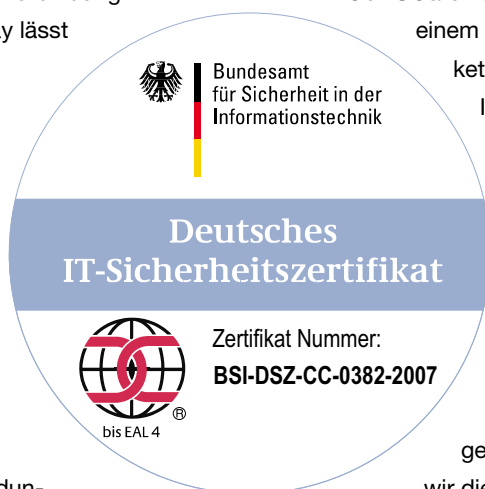 y lässt
einem
ket
Bundesamt
für Sicherheit in der
Informationstechnik
Deutsches
IT-Sicherheitszertifikat
Zertifikat Nummer:
BSI-DSZ-CC-0382-2007
®
bis EAL 4
ge
dun-
wir die